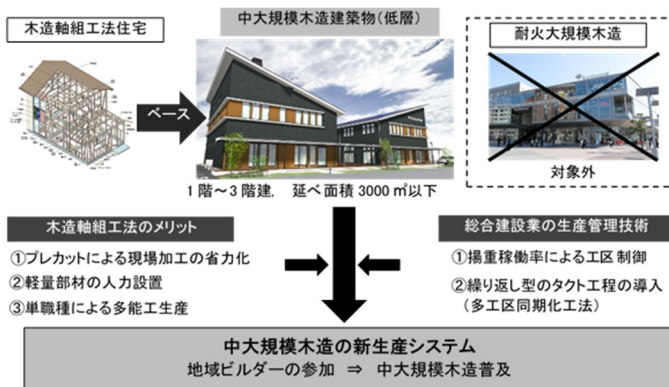 木造軸組工法住宅
中大規模木造建築物(低層)
耐火大規模木造
ベース
対象外
1階～3階建, 延べ面積3000㎡以下
木造軸組工法のメリット
①プレカットによる現場加工の省力化
②軽量部材の人力設置
③単職種による多能工生産
総合建設業の生産管理技術
①揚重稼働率による工区制御
②繰り返し型のタクト工程の導入
(多工区同期化工法)
中大規模木造の新生産システム
地域ビルダーの参加 ⇒ 中大規模木造普及